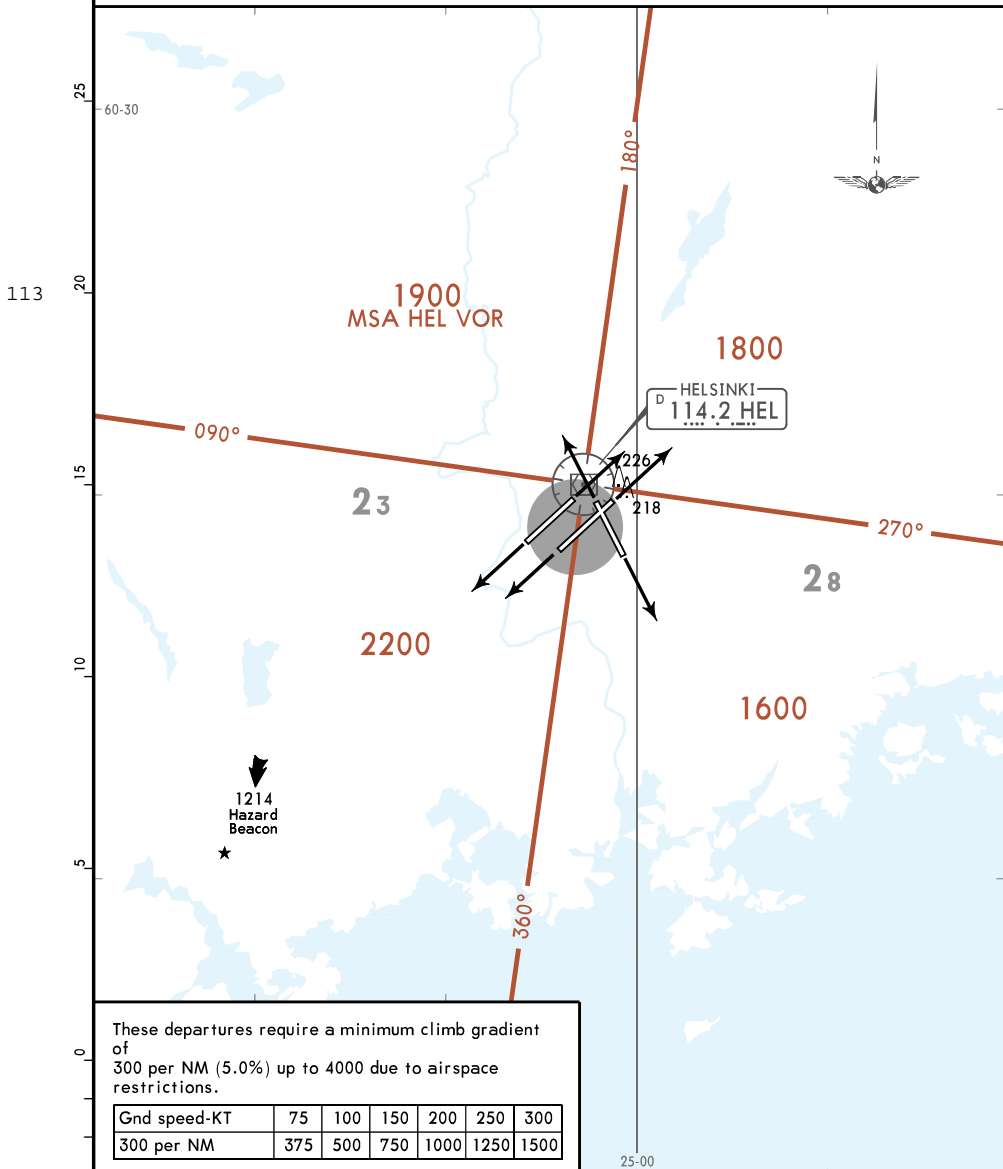 25
60-30
180°
N
113
20
1900
MSA HEL VOR
1800
HELSINKI
D 114.2 HEL
090°
15
226
23
218
270°
28
2200
10
1600
1214
Hazard
Beacon
5
360°
These departures require a minimum climb gradient
of
300 per NM (5.0%) up to 4000 due to airspace
restrictions.
0
Gnd speed-KT 75 100 150 200 250 300
300 per NM 375 500 750 1000 1250 1500
25-00